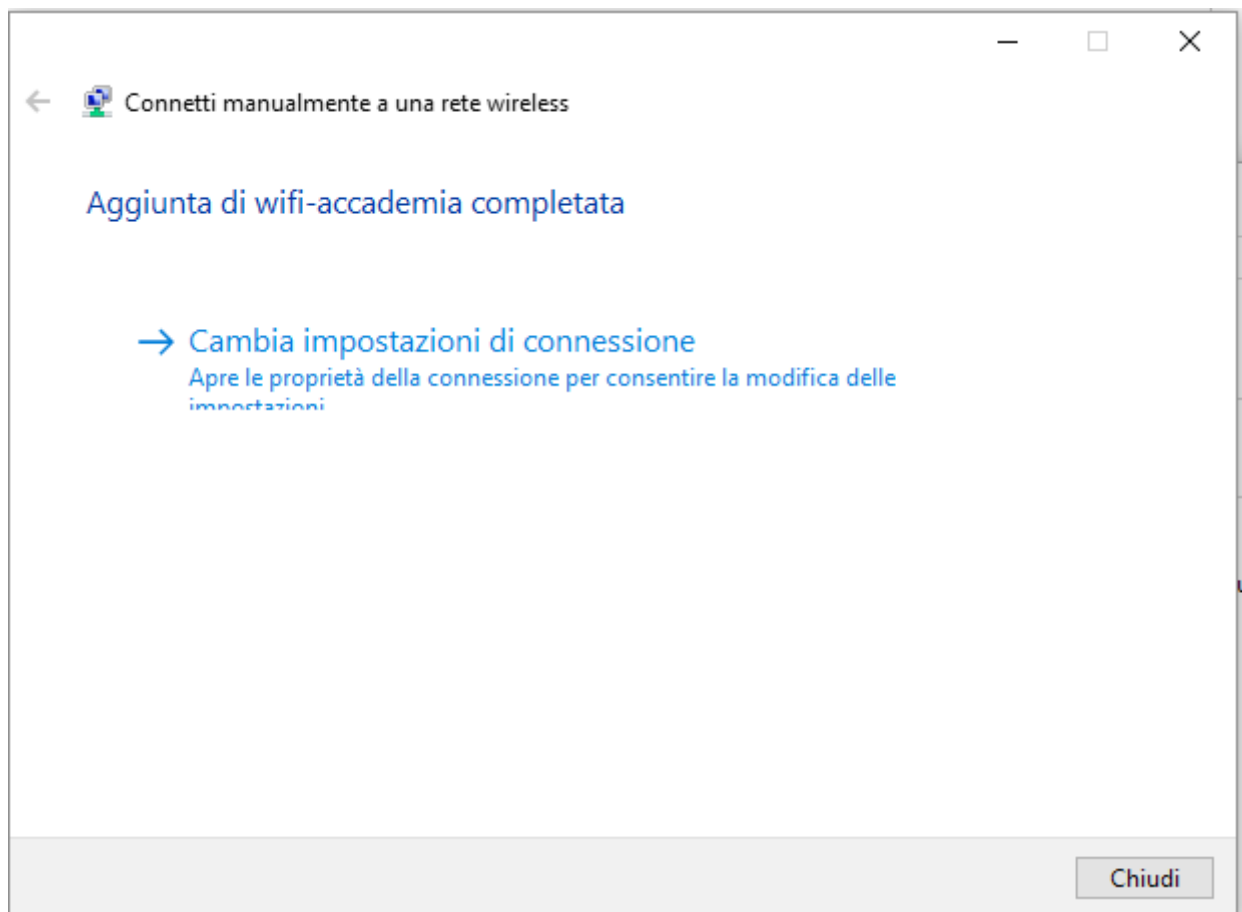 Connetti manualmente a una rete wireless
Aggiunta di wifi-accademia completata
Cambia impostazioni di connessione
Apre le proprietà della connessione per consentire la modifica delle
impostazioni
Chiudi